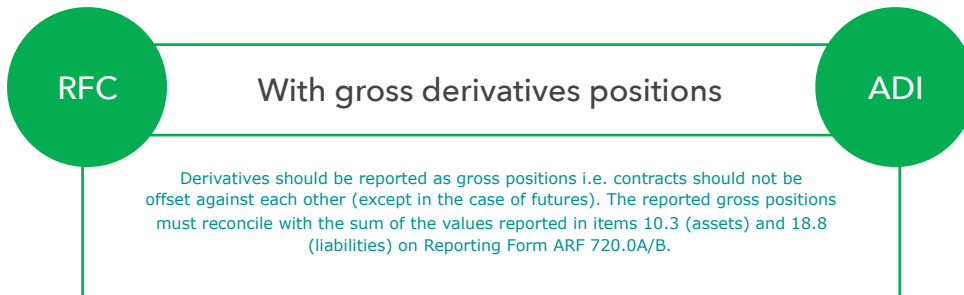 RFC
With gross derivatives positions
ADI
Derivatives should be reported as gross positions i.e. contracts should not be
offset against each other (except in the case of futures). The reported gross positions
must reconcile with the sum of the values reported in items 10.3 (assets) and 18.8
(liabilities) on Reporting Form ARF 720.0A/B.